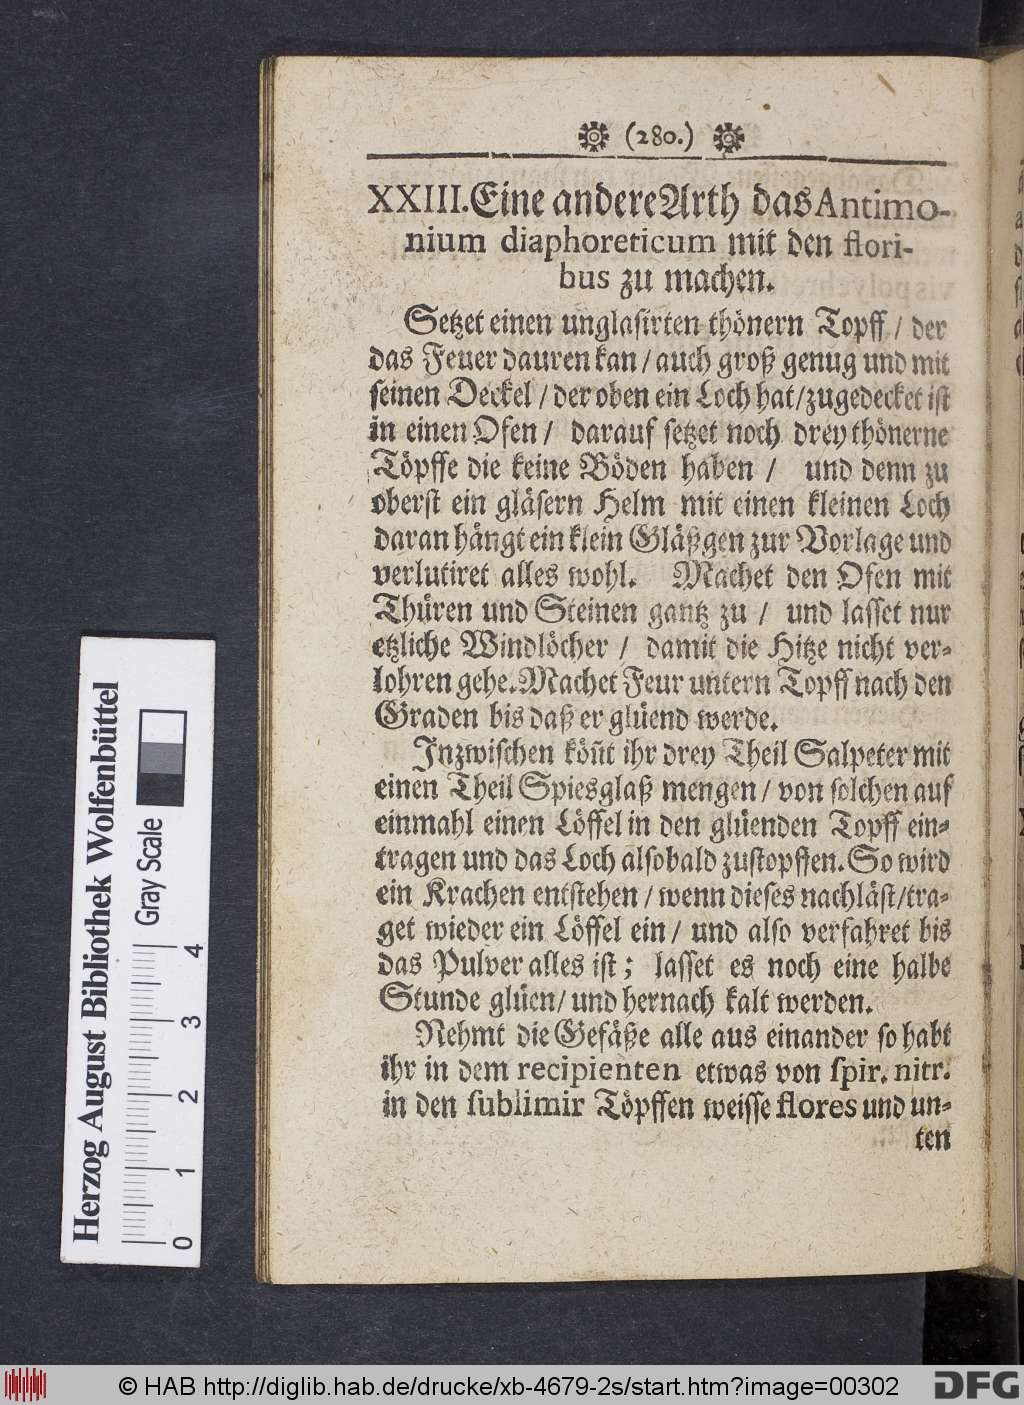 (280.)
XXIII. Eine andere Arth das Antimo-
nium diaphoreticum mit den flori-
bus zu machen.
Setzet einen unglasirten thönern Topff / der
das Feuer dauren kan / auch groß genug und mit
seinen Deckel / der oben ein Loch hat / zugedecket ist
in einen Ofen / darauf setzet noch drey thönerne
Töpffe die keine Böden haben / und denn zu
oberst ein gläsern Helm mit einen kleinen Loch
daran hängt ein klein Gläßgen zur Vorlage und
verlutiret alles wohl. Machet den Ofen mit
Thüren und Steinen gantz zu / und lasset nur
etzliche Windlöcher / damit die Hitze nicht ver-
lohren gehe. Machet Feur untern Topff nach den
Graden bis daß er glüend werde.
Inzwischen köñt ihr drey Theil Salpeter mit
einen Theil Spiesglaß mengen / von solchen auf
einmahl einen Löffel in den glüenden Topff ein-
tragen und das Loch alsobald zustopffen. So wird
ein Krachen entstehen / wenn dieses nachläst / tra-
get wieder ein Löffel ein / und also verfahret bis
das Pulver alles ist; lasset es noch eine halbe
Stunde glüen / und hernach kalt werden.
Nehmt die Gefäße alle aus einander so habt
ihr in dem recipienten etwas von spir. nitr.
in den sublimir Töpffen weisse flores und un-
ten
Herzog August Bibliothek Wolfenbüttel
Gray Scale
0 1 2 3 4
© HAB http://diglib.hab.de/drucke/xb-4679-2s/start.htm?image=00302
DFG